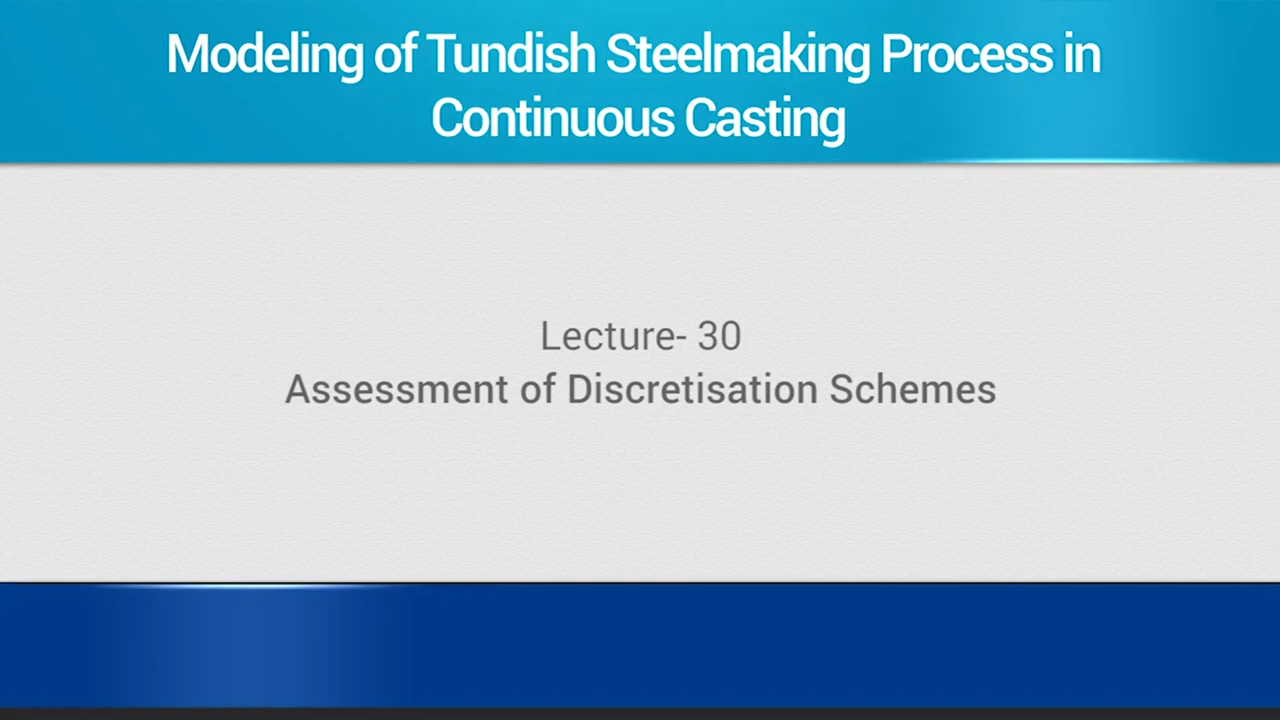 Modeling of Tundish Steelmaking Process in
Continuous Casting
Lecture- 30
Assessment of Discretisation Schemes